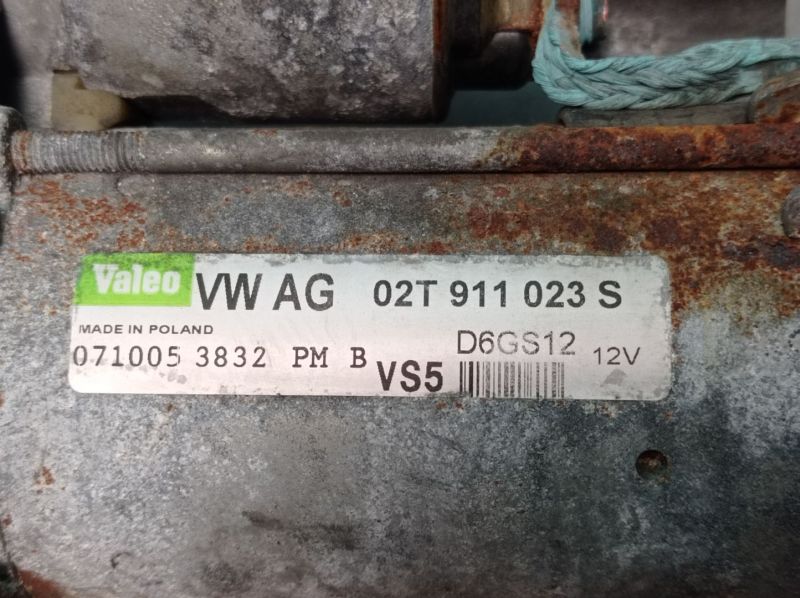 Valeo VW AG 02T 911 023 S
MADE IN POLAND
071005 3832 PM B VS5 D6GS12 12V